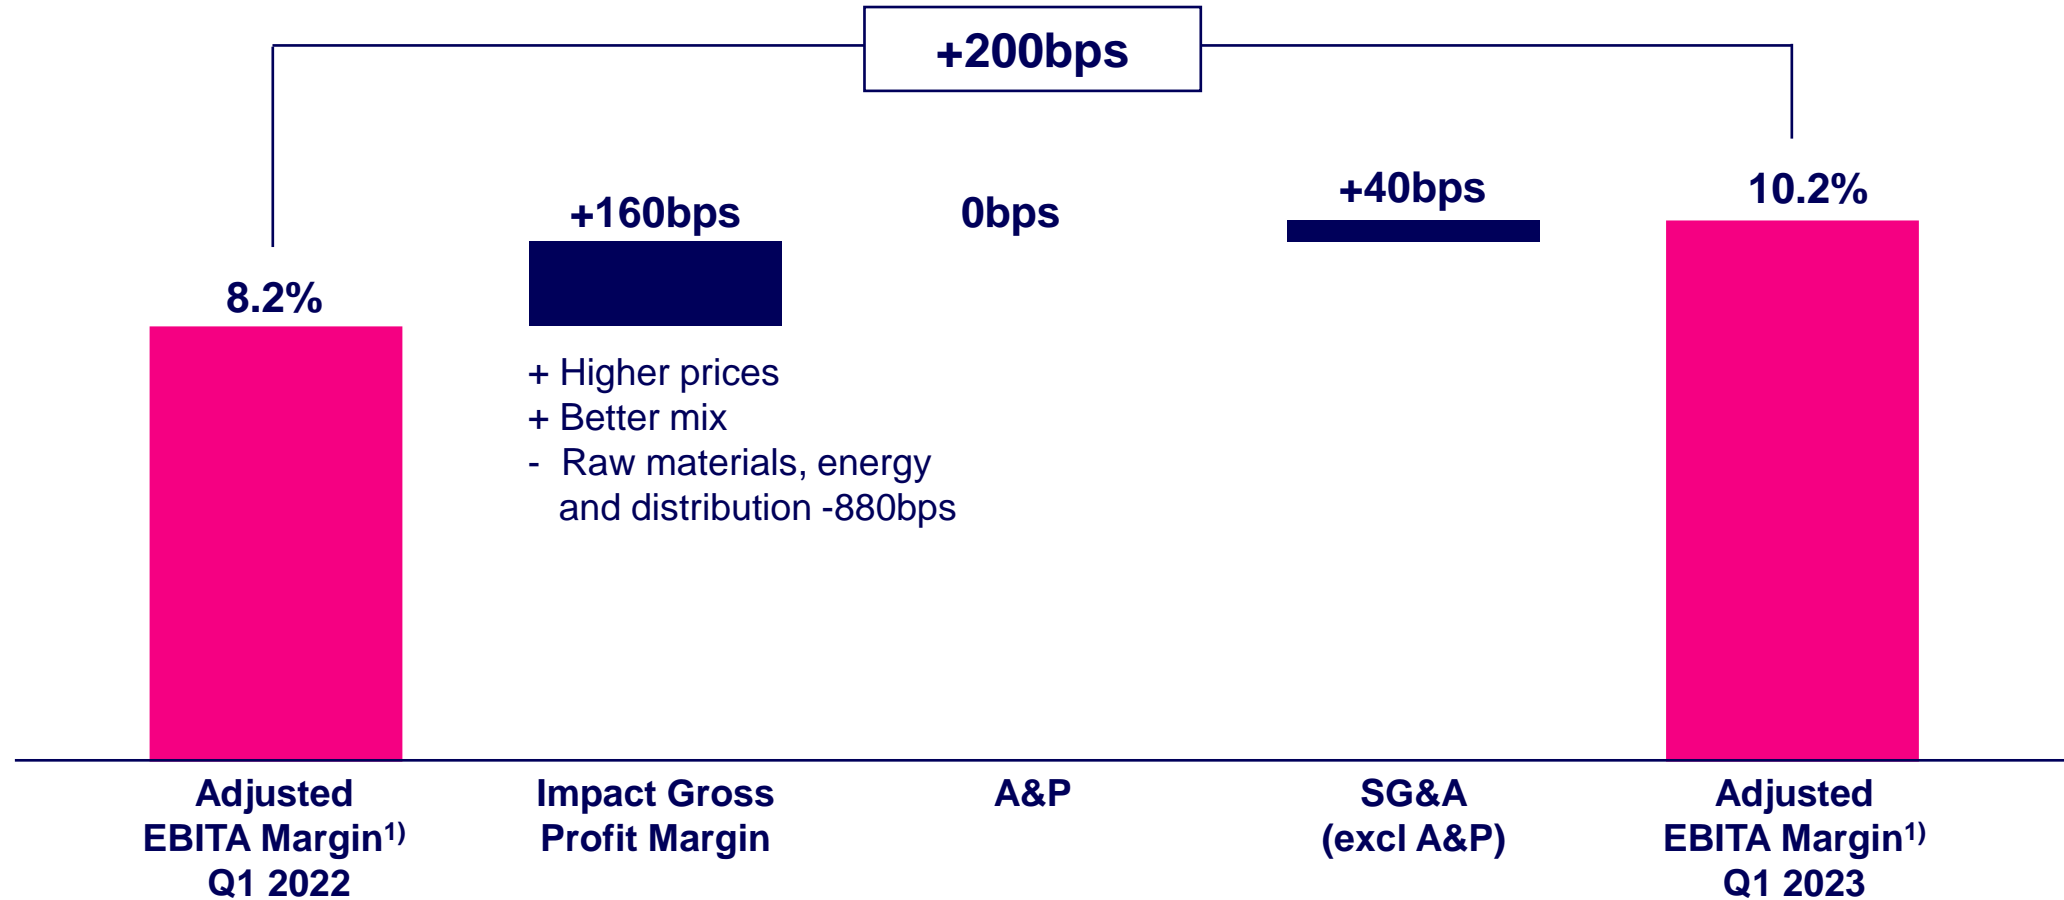 +200bps
8.2%
+160bps
0bps
+40bps
10.2%
+ Higher prices
+ Better mix
- Raw materials, energy
and distribution -880bps
Adjusted
EBITA Margin¹⁾
Q1 2022
Impact Gross
Profit Margin
A&P
SG&A
(excl A&P)
Adjusted
EBITA Margin¹⁾
Q1 2023